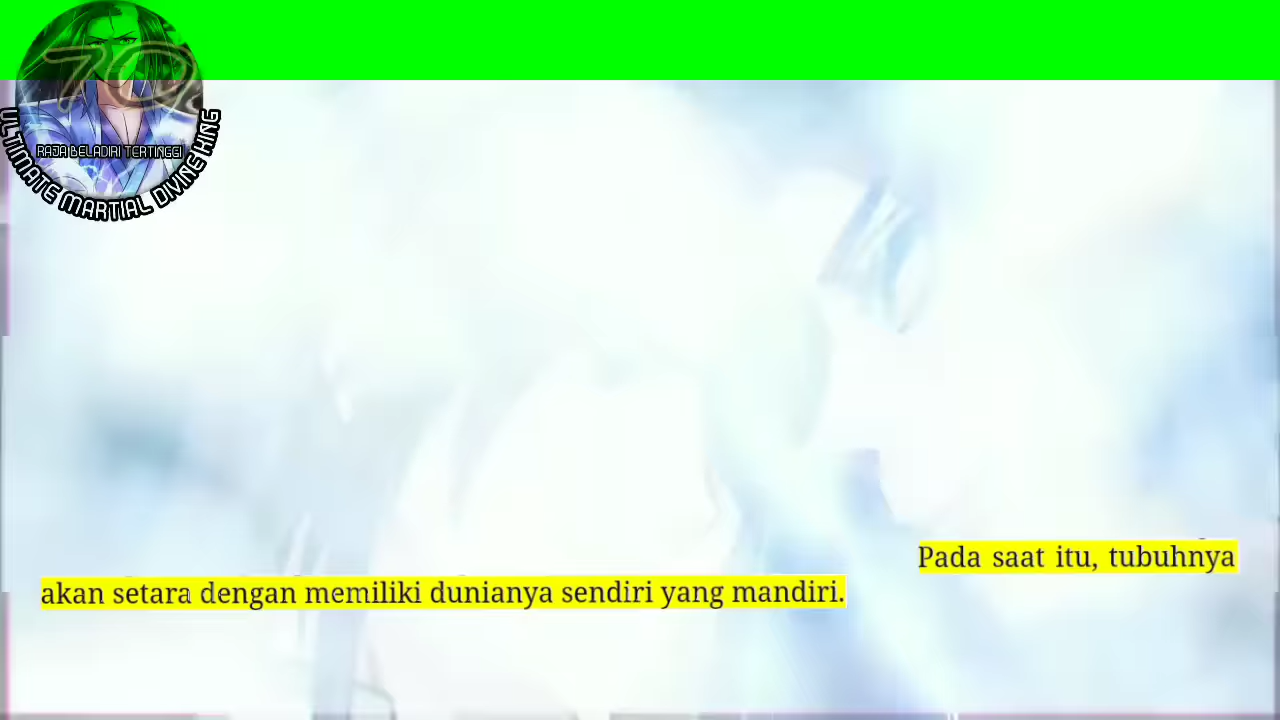 RAJA BELADIRI TERTINGGI
ULTIMATE MARTIAL DIVINE KING
Pada saat itu, tubuhnya
akan setara dengan memiliki dunianya sendiri yang mandiri.